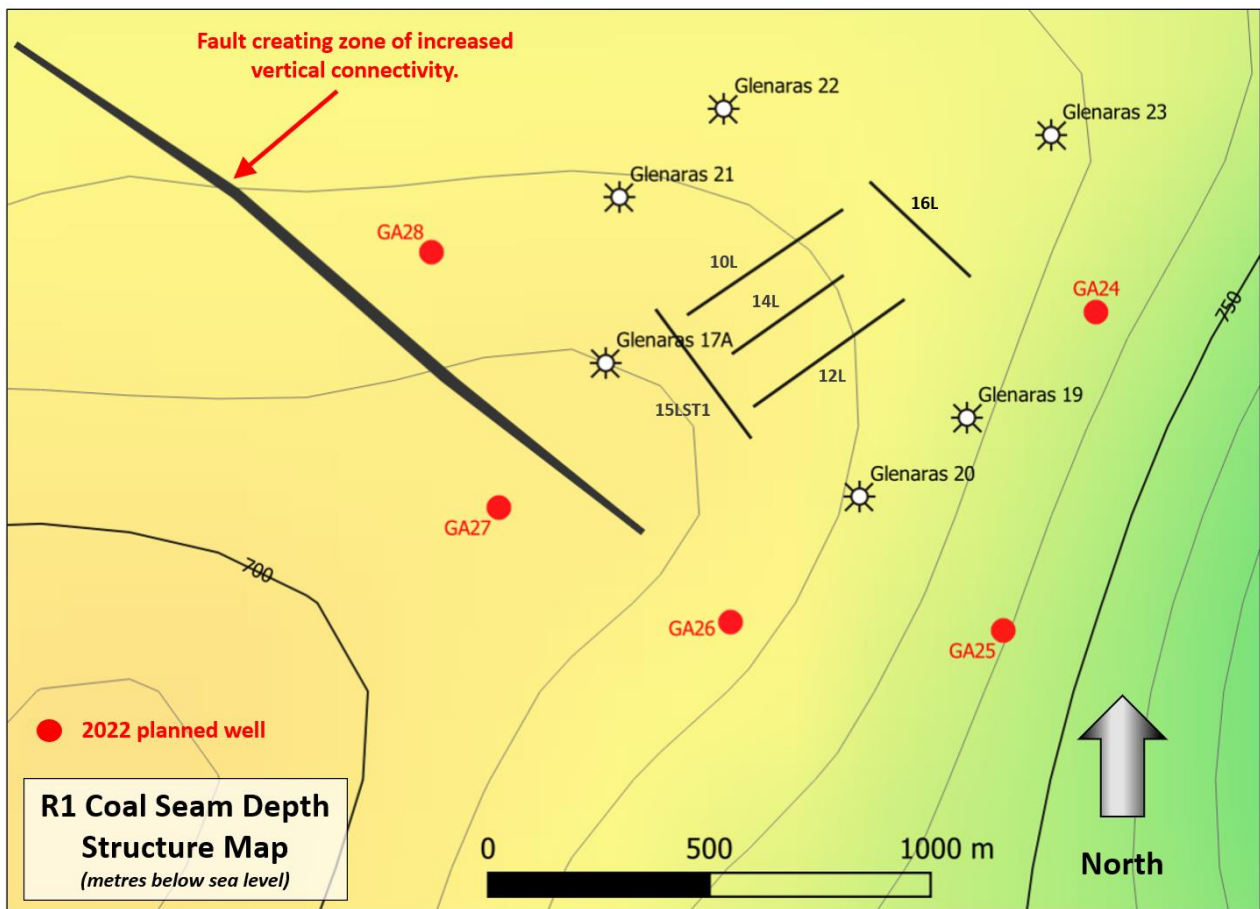 Fault creating zone of increased
vertical connectivity.
Glenaras 22
Glenaras 23
Glenaras 21
16L
GA28
10L
GA24
14L
750
Glenaras 17A
12L
Glenaras 19
15LST1
Glenaras 20
GA27
700
GA26
GA25
2022 planned well
R1 Coal Seam Depth
Structure Map
(metres below sea level)
0 500 1000 m
North